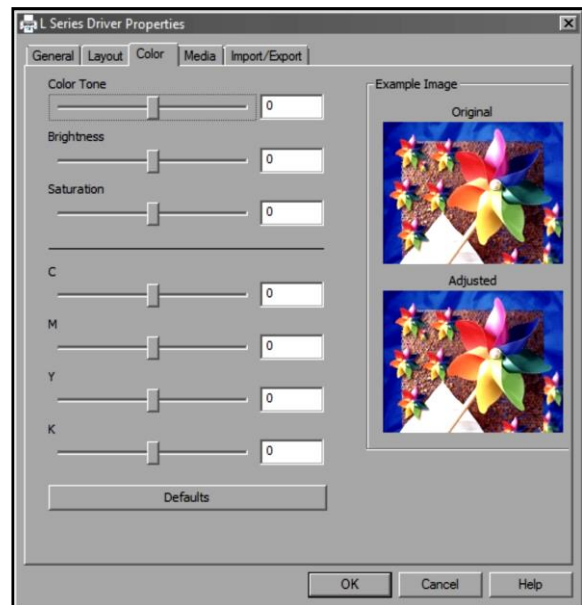 L Series Driver Properties
General Layout Color Media Import/Export
Color Tone
0
Brightness
0
Saturation
0
C
0
M
0
Y
0
K
0
Defaults
Example Image
Original
Adjusted
OK Cancel Help